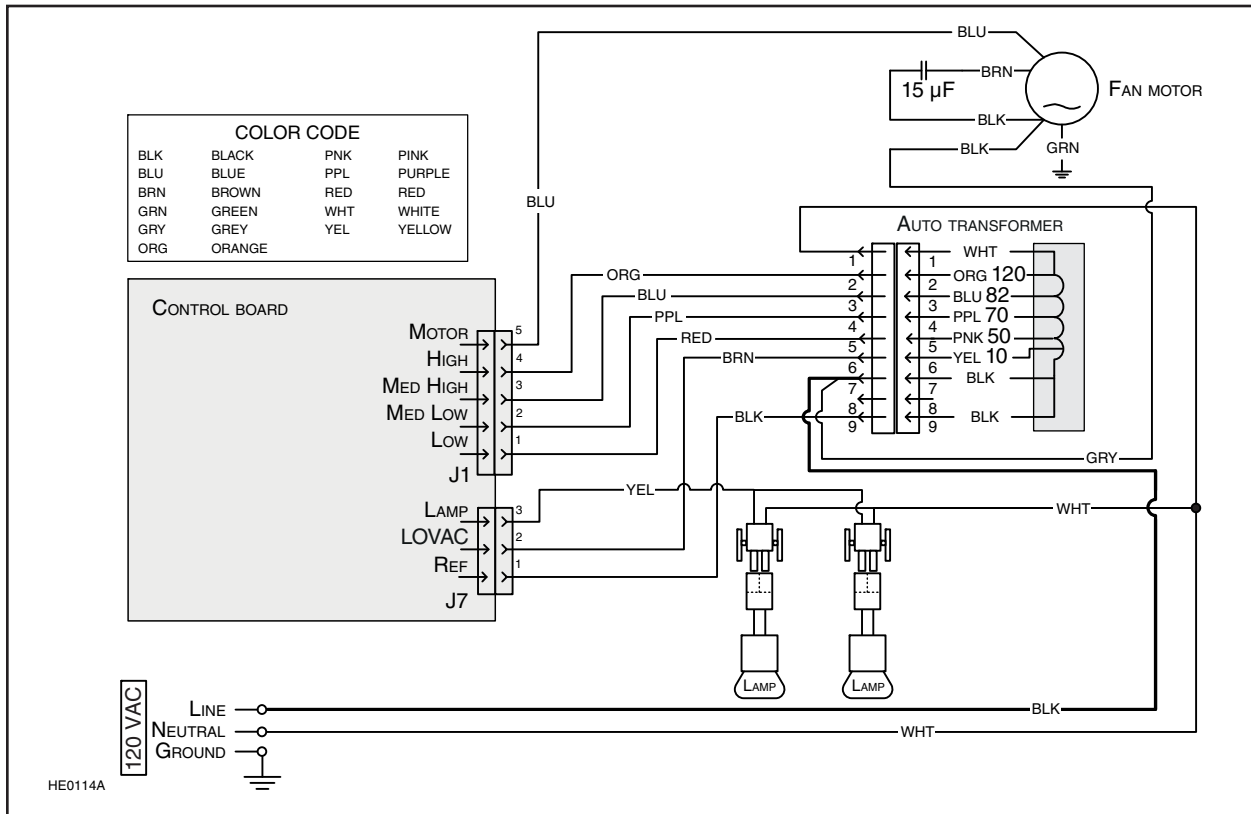 BLU
BRN
15 µF
FAN MOTOR
BLK
BLK
GRN
COLOR CODE
BLK BLACK PNK PINK
BLU BLUE PPL PURPLE
BRN BROWN RED RED
GRN GREEN WHT WHITE
GRY GREY YEL YELLOW
ORG ORANGE
BLU
AUTO TRANSFORMER
1 1 WHT
ORG 2 2 ORG 120
BLU 3 3 BLU 82
PPL 4 4 PPL 70
RED 5 5 PNK 50
BRN 6 6 YEL 10
7 7 BLK
8 8
BLK 9 9 BLK
GRY
CONTROL BOARD
MOTOR 5
HIGH 4
MED HIGH 3
MED LOW 2
LOW 1
J1
YEL
LAMP 3
LOVAC 2
REF 1
J7
WHT
LAMP LAMP
120 VAC
LINE BLK
NEUTRAL WHT
GROUND
HE0114A